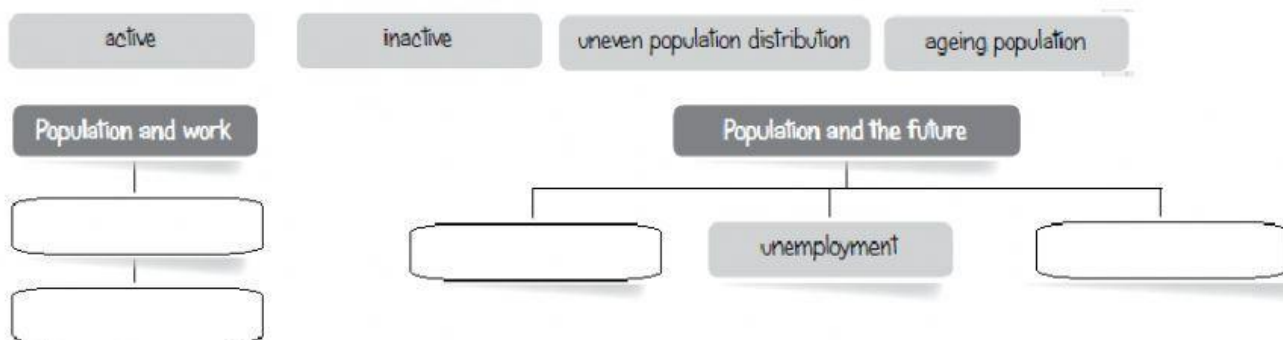 active
inactive
uneven population distribution
ageing population
Population and work
Population and the future
unemployment